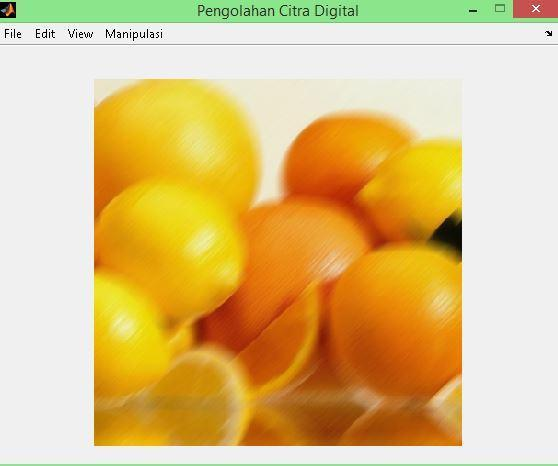 Pengolahan Citra Digital
File Edit View Manipulasi